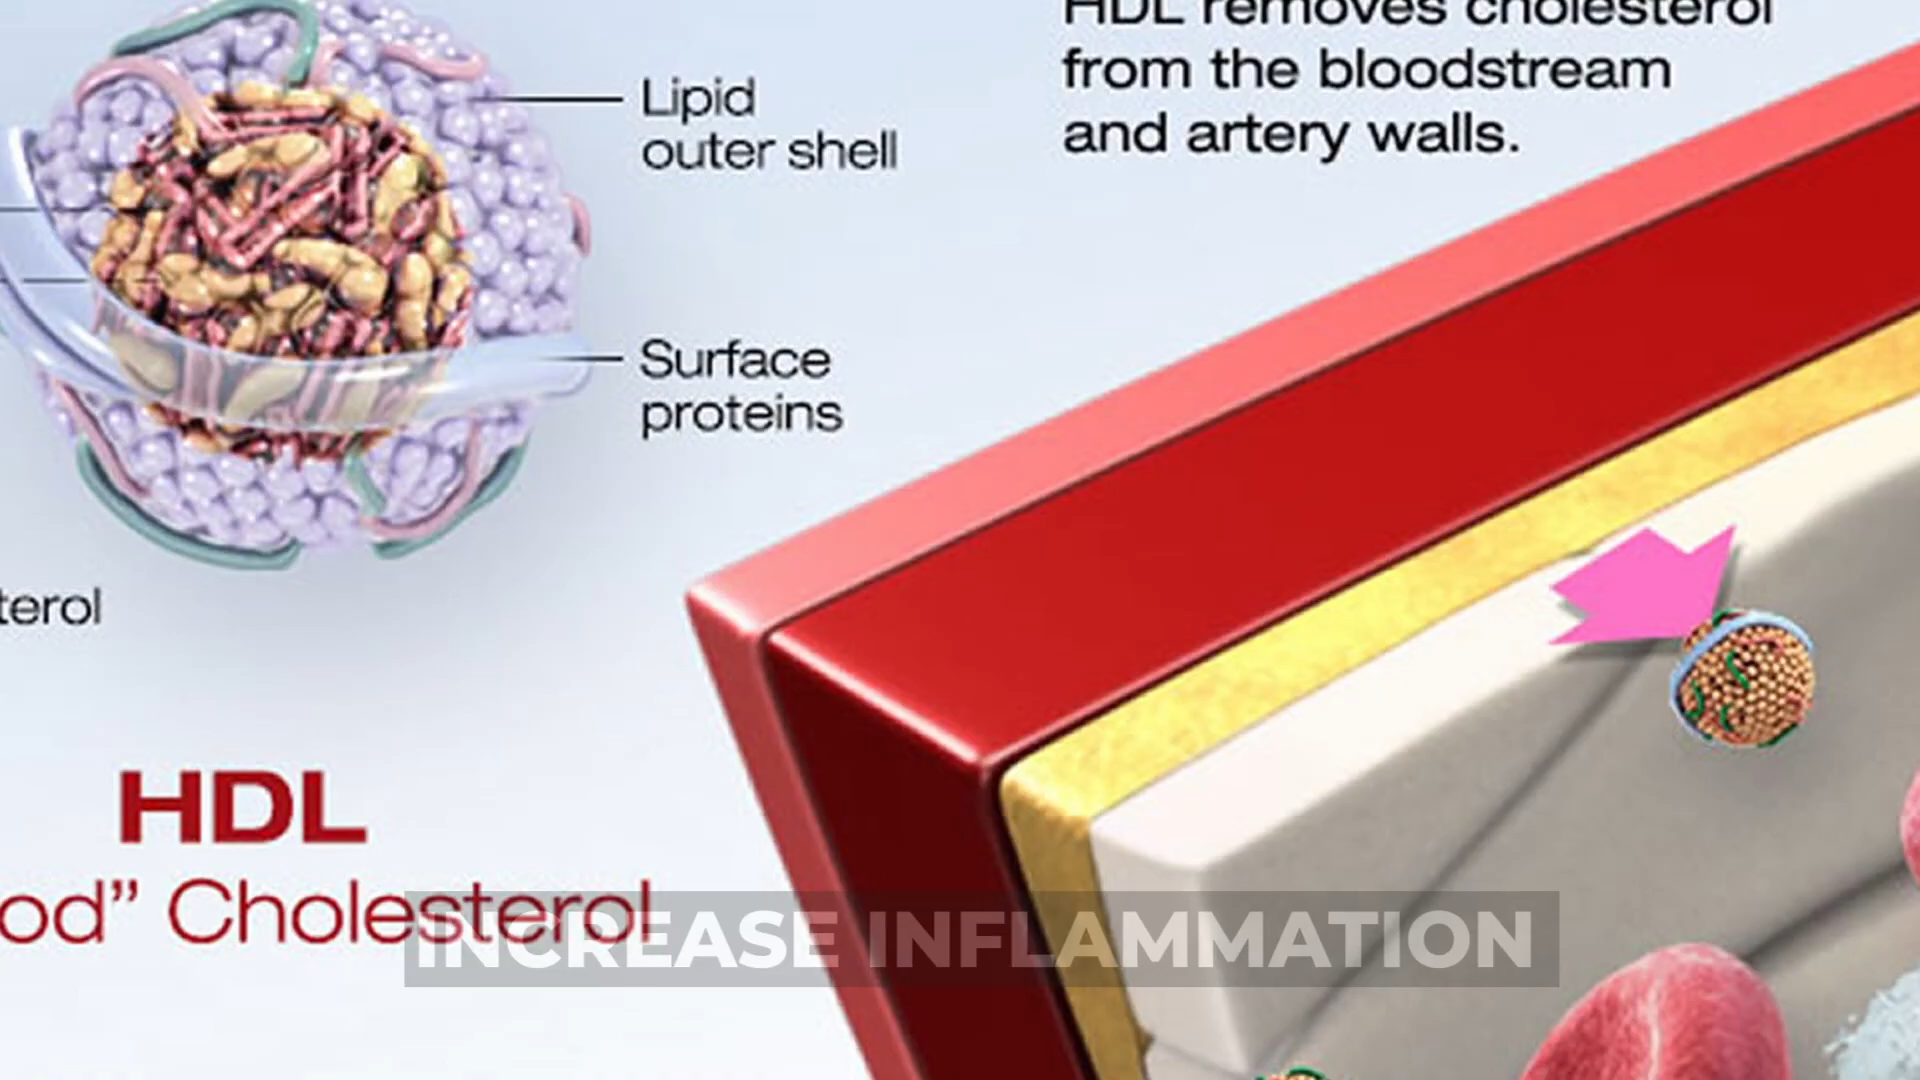 HDL removes cholesterol
from the bloodstream
and artery walls.
Lipid
outer shell
Surface
proteins
terol
HDL
od” Cholesterol
INCREASE INFLAMMATION